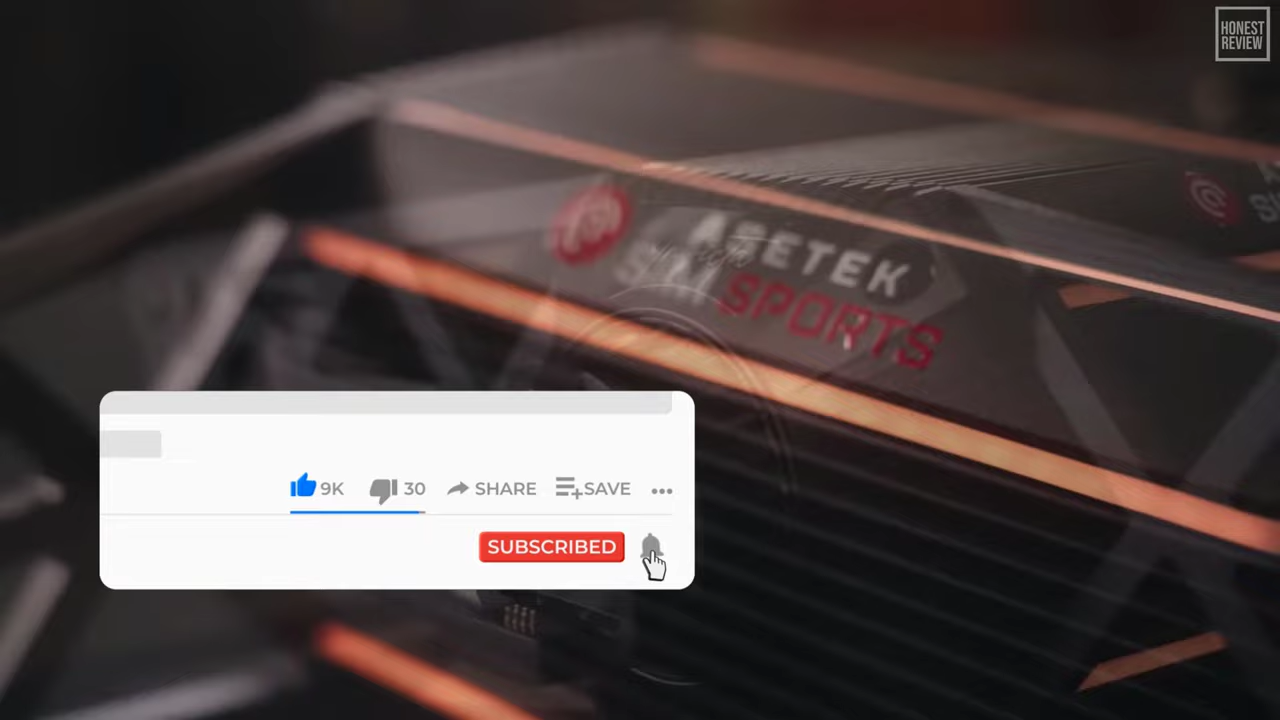 HONEST
REVIEW
ASETEK
SIM SPORTS
9K
30
SHARE
SAVE
SUBSCRIBED